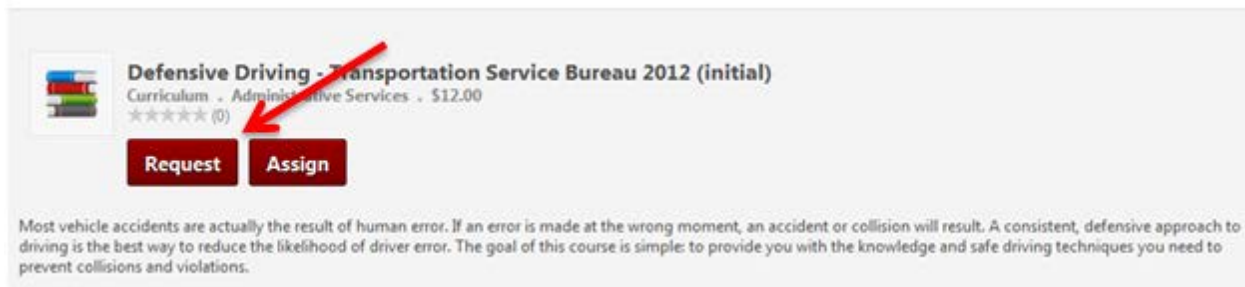 Defensive Driving - Transportation Service Bureau 2012 (initial)
Curriculum . Administrative Services . $12.00
(0)
Request Assign
Most vehicle accidents are actually the result of human error. If an error is made at the wrong moment, an accident or collision will result. A consistent, defensive approach to
driving is the best way to reduce the likelihood of driver error. The goal of this course is simple: to provide you with the knowledge and safe driving techniques you need to
prevent collisions and violations.